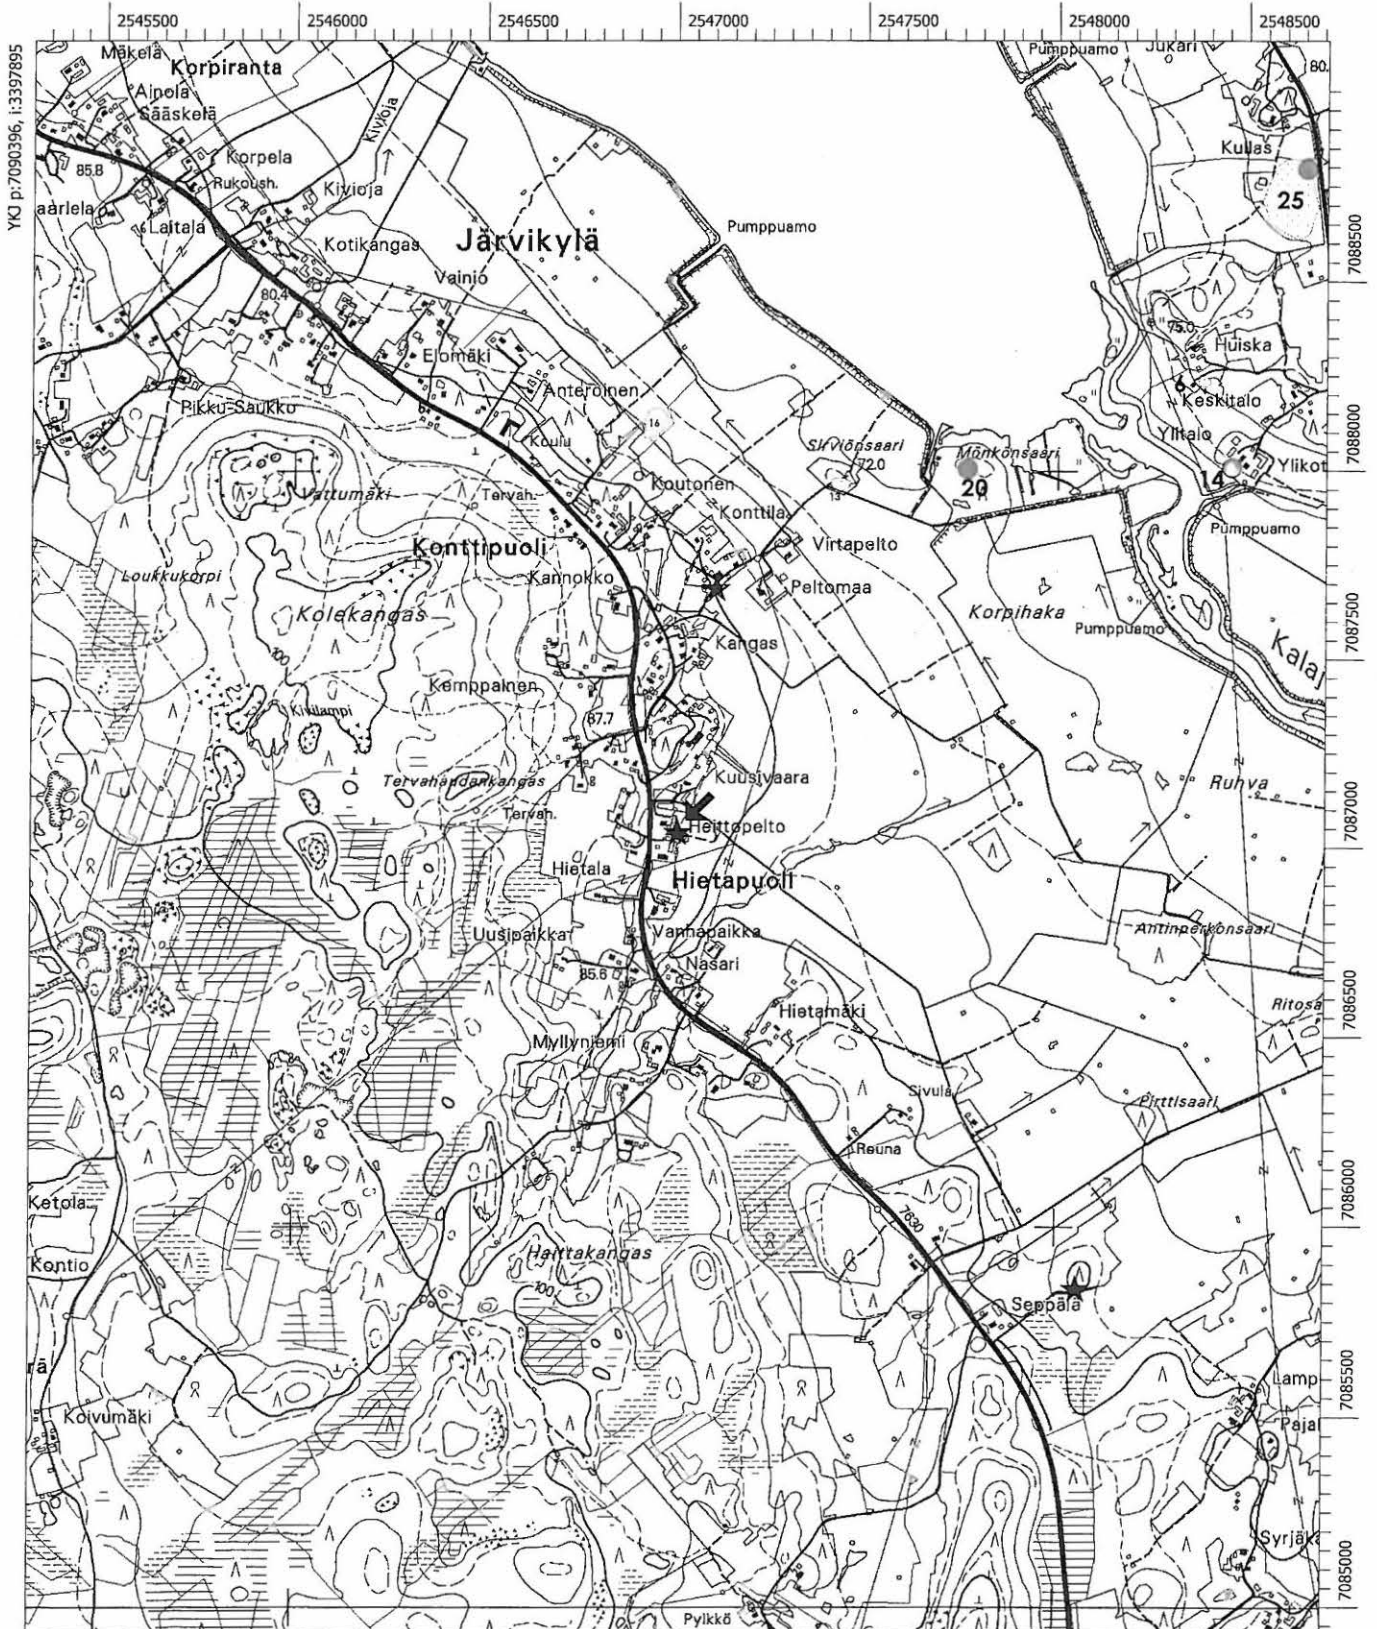 2545500
2546000
2546500
2547000
2547500
2548000
2548500
YKJ p:7090396, i:3397895
Mäkelä
Korpiranta
Pumppuamo
Jukari
80.
Ainola
Sääskelä
Kivioja
85.8
Korpela
Kullas
Rukoush.
Kivioja
25
Laitala
Kotikangas
Järvikylä
Pumppuamo
7088500
Vainio
80.4
75.0
Huiska
Elomäki
6
Anteroinen
Keskitalo
Pikku-Saukko
16
7088000
Koulu
Sirviönsaari
72.0
Mönkönsaari
Ylitalo
Ylikot
20
14
Vattumäki
Tervah.
Koutonen
13
Konttila
Pumppuamo
Konttipuoli
Virtapelto
Loukkukorpi
Kannokko
Peltomaa
Kolekangas
Korpihaka
Pumppuamo
7087500
Kangas
Kalaj
100
Kemppainen
Kivilampi
87.7
Tervahaudankangas
Kuusivaara
Ruhva
7087000
Tervah.
Heittopelto
Hietala
Hietapuoli
Uusipaikka
Vanhapaikka
Antinperkonsaari
85.6
Nasari
7086500
Hietamäki
Ritosa
Myllyniemi
Sivula
Pirttisaari
Reuna
Ketola
7086000
7630
Kontio
Haittakangas
100
Seppälä
rä
Lamp
7085500
Koivumäki
Pajal
Syrjäkä
7085000
Pylkkö